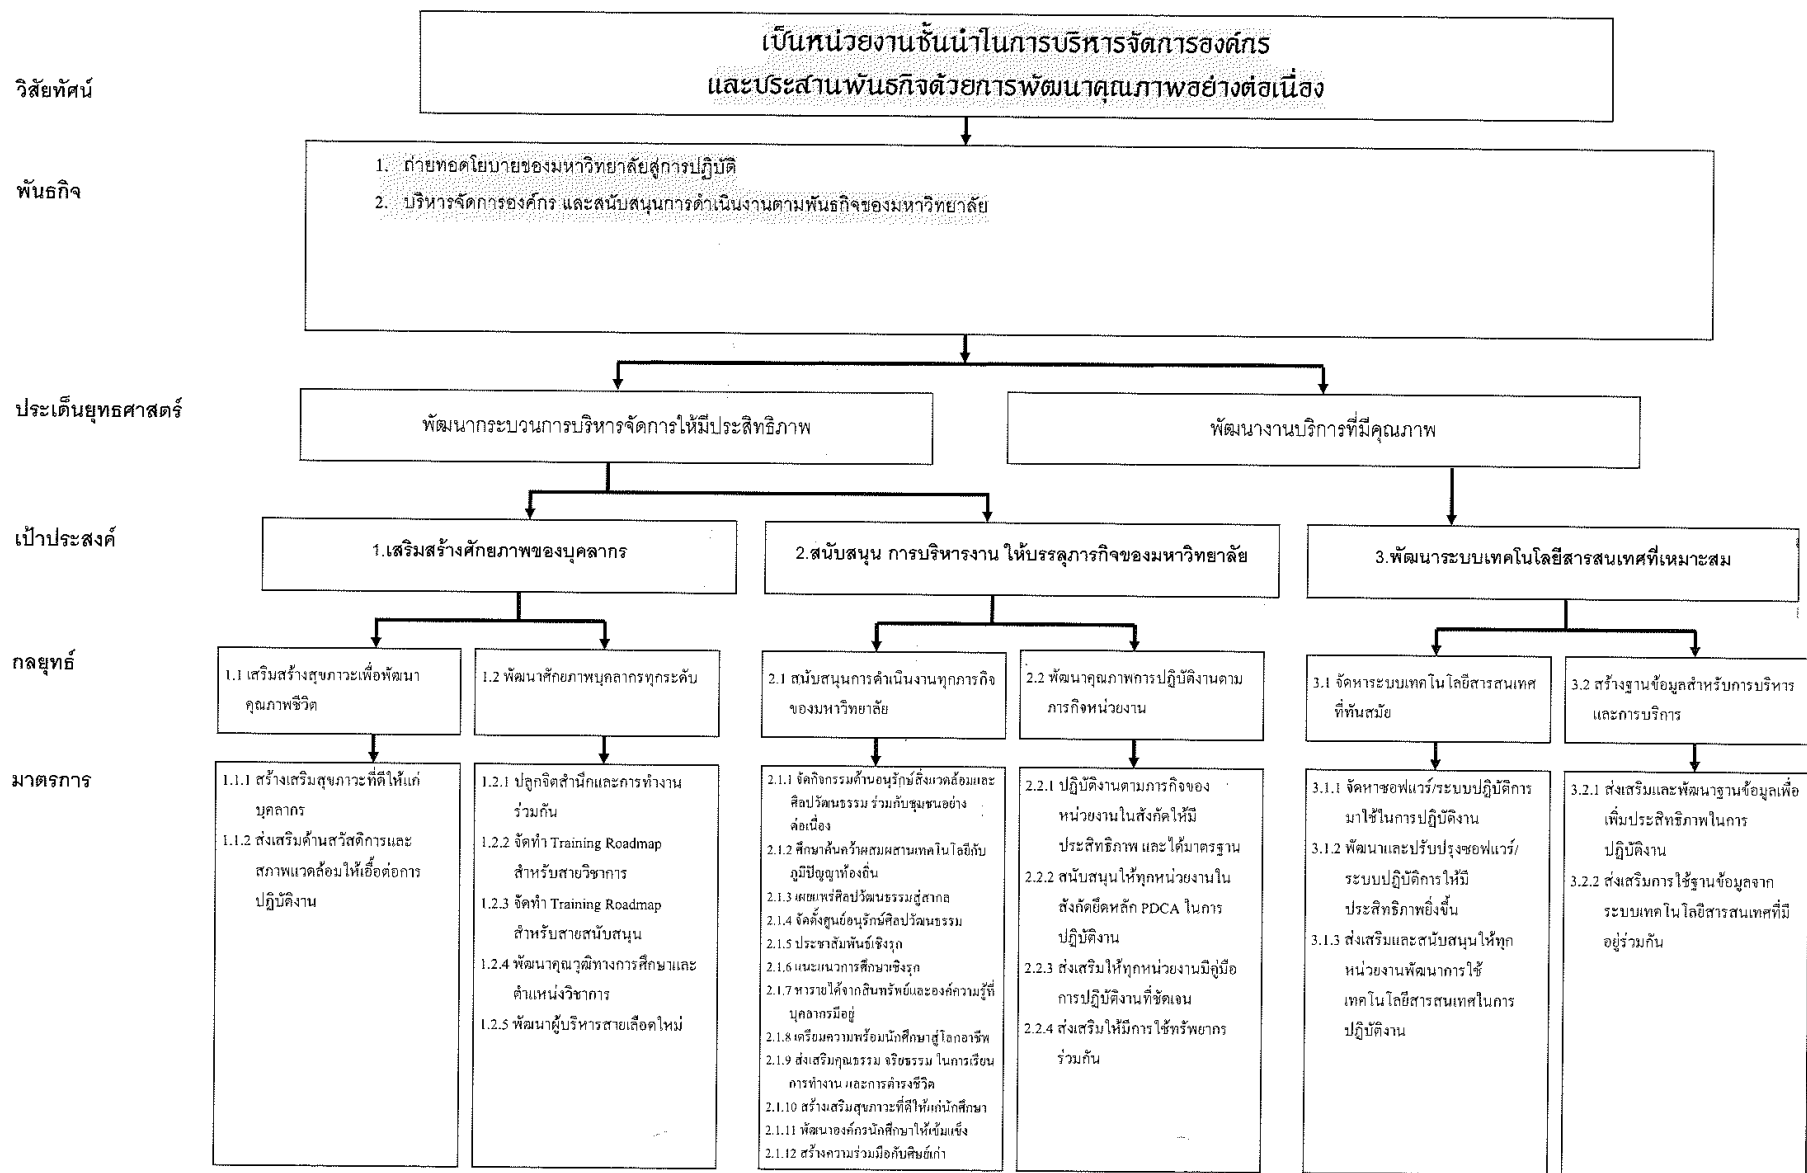 เป็นหน่วยงานชั้นนำในการบริหารจัดการองค์กร
และประสานพันธกิจด้วยการพัฒนาคุณภาพอย่างต่อเนื่อง
วิสัยทัศน์
พันธกิจ
1. ถ่ายทอดโยบายของมหาวิทยาลัยสู่การปฏิบัติ
2. บริหารจัดการองค์กร และสนับสนุนการดำเนินงานตามพันธกิจของมหาวิทยาลัย
ประเด็นยุทธศาสตร์
พัฒนากระบวนการบริหารจัดการให้มีประสิทธิภาพ
พัฒนางานบริการที่มีคุณภาพ
เป้าประสงค์
1.เสริมสร้างศักยภาพของบุคลากร
2.สนับสนุน การบริหารงาน ให้บรรลุภารกิจของมหาวิทยาลัย
3.พัฒนาระบบเทคโนโลยีสารสนเทศที่เหมาะสม
กลยุทธ์
1.1 เสริมสร้างสุขภาวะเพื่อพัฒนา
คุณภาพชีวิต
1.2 พัฒนาศักยภาพบุคลากรทุกระดับ
2.1 สนับสนุนการดำเนินงานทุกภารกิจ
ของมหาวิทยาลัย
2.2 พัฒนาคุณภาพการปฏิบัติงานตาม
ภารกิจหน่วยงาน
3.1 จัดหาระบบเทคโนโลยีสารสนเทศ
ที่ทันสมัย
3.2 สร้างฐานข้อมูลสำหรับการบริหาร
และการบริการ
มาตรการ
1.1.1 สร้างเสริมสุขภาวะที่ดีให้แก่
บุคลากร
1.1.2 ส่งเสริมด้านสวัสดิการและ
สภาพแวดล้อมให้เอื้อต่อการ
ปฏิบัติงาน
1.2.1 ปลูกจิตสำนึกและการทำงาน
ร่วมกัน
1.2.2 จัดทำ Training Roadmap
สำหรับสายวิชาการ
1.2.3 จัดทำ Training Roadmap
สำหรับสายสนับสนุน
1.2.4 พัฒนาคุณวุฒิทางการศึกษาและ
ตำแหน่งวิชาการ
1.2.5 พัฒนาผู้บริหารสายเลือดใหม่
2.1.1 จัดกิจกรรมด้านอนุรักษ์สิ่งแวดล้อมและ
ศิลปวัฒนธรรม ร่วมกับชุมชนอย่าง
ต่อเนื่อง
2.1.2 ศึกษาค้นคว้าผสมผสานเทคโนโลยีกับ
ภูมิปัญญาท้องถิ่น
2.1.3 เผยแพร่ศิลปวัฒนธรรมสู่สากล
2.1.4 จัดตั้งศูนย์อนุรักษ์ศิลปวัฒนธรรม
2.1.5 ประชาสัมพันธ์เชิงรุก
2.1.6 แนะแนวการศึกษาเชิงรุก
2.1.7 หารายได้จากสินทรัพย์และองค์ความรู้ที่
บุคลากรมีอยู่
2.1.8 เตรียมความพร้อมนักศึกษาสู่โลกอาชีพ
2.1.9 ส่งเสริมคุณธรรม จริยธรรม ในการเรียน
การทำงาน และการดำรงชีวิต
2.1.10 สร้างเสริมสุขภาวะที่ดีให้แก่นักศึกษา
2.1.11 พัฒนาองค์กรนักศึกษาให้เข้มแข็ง
2.1.12 สร้างความร่วมมือกับศิษย์เก่า
2.2.1 ปฏิบัติงานตามภารกิจของ
หน่วยงานในสังกัดให้มี
ประสิทธิภาพ และได้มาตรฐาน
2.2.2 สนับสนุนให้ทุกหน่วยงานใน
สังกัดยึดหลัก PDCA ในการ
ปฏิบัติงาน
2.2.3 ส่งเสริมให้ทุกหน่วยงานมีคู่มือ
การปฏิบัติงานที่ชัดเจน
2.2.4 ส่งเสริมให้มีการใช้ทรัพยากร
ร่วมกัน
3.1.1 จัดหาซอฟแวร์/ระบบปฏิบัติการ
มาใช้ในการปฏิบัติงาน
3.1.2 พัฒนาและปรับปรุงซอฟแวร์/
ระบบปฏิบัติการให้มี
ประสิทธิภาพยิ่งขึ้น
3.1.3 ส่งเสริมและสนับสนุนให้ทุก
หน่วยงานพัฒนาการใช้
เทคโนโลยีสารสนเทศในการ
ปฏิบัติงาน
3.2.1 ส่งเสริมและพัฒนาฐานข้อมูลเพื่อ
เพิ่มประสิทธิภาพในการ
ปฏิบัติงาน
3.2.2 ส่งเสริมการใช้ฐานข้อมูลจาก
ระบบเทคโนโลยีสารสนเทศที่มี
อยู่ร่วมกัน